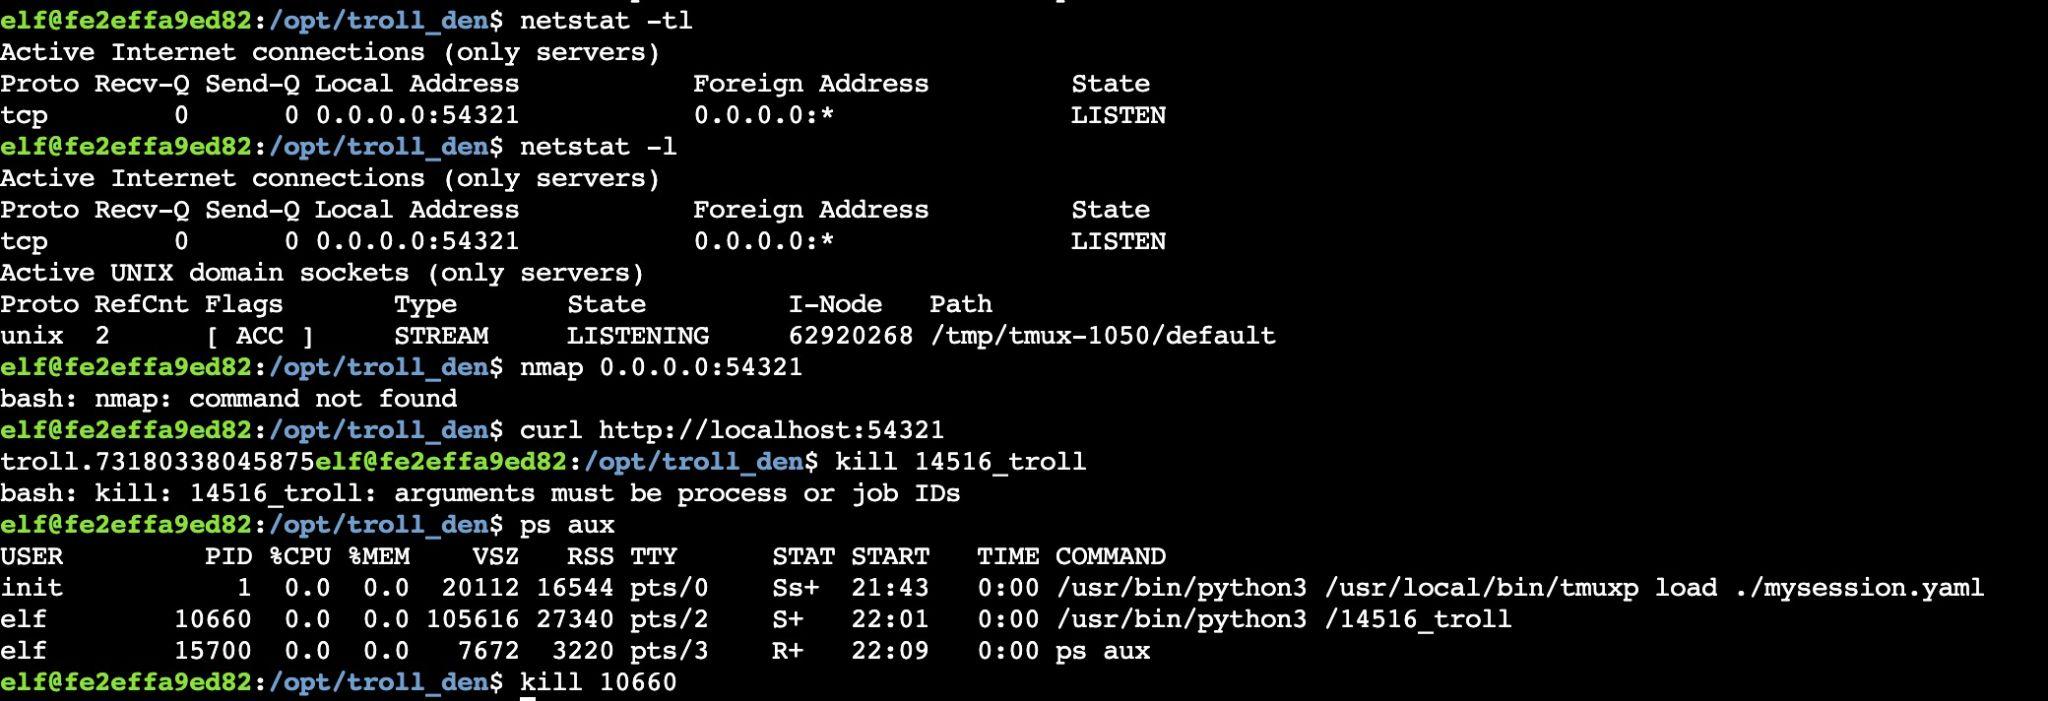 elf@fe2effa9ed82:/opt/troll_den$ netstat -tl
Active Internet connections (only servers)
Proto Recv-Q Send-Q Local Address           Foreign Address         State
tcp        0      0 0.0.0.0:54321           0.0.0.0:*               LISTEN
elf@fe2effa9ed82:/opt/troll_den$ netstat -l
Active Internet connections (only servers)
Proto Recv-Q Send-Q Local Address           Foreign Address         State
tcp        0      0 0.0.0.0:54321           0.0.0.0:*               LISTEN
Active UNIX domain sockets (only servers)
Proto RefCnt Flags       Type       State         I-Node   Path
unix  2      [ ACC ]     STREAM     LISTENING     62920268 /tmp/tmux-1050/default
elf@fe2effa9ed82:/opt/troll_den$ nmap 0.0.0.0:54321
bash: nmap: command not found
elf@fe2effa9ed82:/opt/troll_den$ curl http://localhost:54321
troll.73180338045875elf@fe2effa9ed82:/opt/troll_den$ kill 14516_troll
bash: kill: 14516_troll: arguments must be process or job IDs
elf@fe2effa9ed82:/opt/troll_den$ ps aux
USER         PID %CPU %MEM    VSZ   RSS TTY      STAT START   TIME COMMAND
init           1  0.0  0.0  20112 16544 pts/0    Ss+  21:43   0:00 /usr/bin/python3 /usr/local/bin/tmuxp load ./mysession.yaml
elf        10660  0.0  0.0 105616 27340 pts/2    S+   22:01   0:00 /usr/bin/python3 /14516_troll
elf        15700  0.0  0.0   7672  3220 pts/3    R+   22:09   0:00 ps aux
elf@fe2effa9ed82:/opt/troll_den$ kill 10660